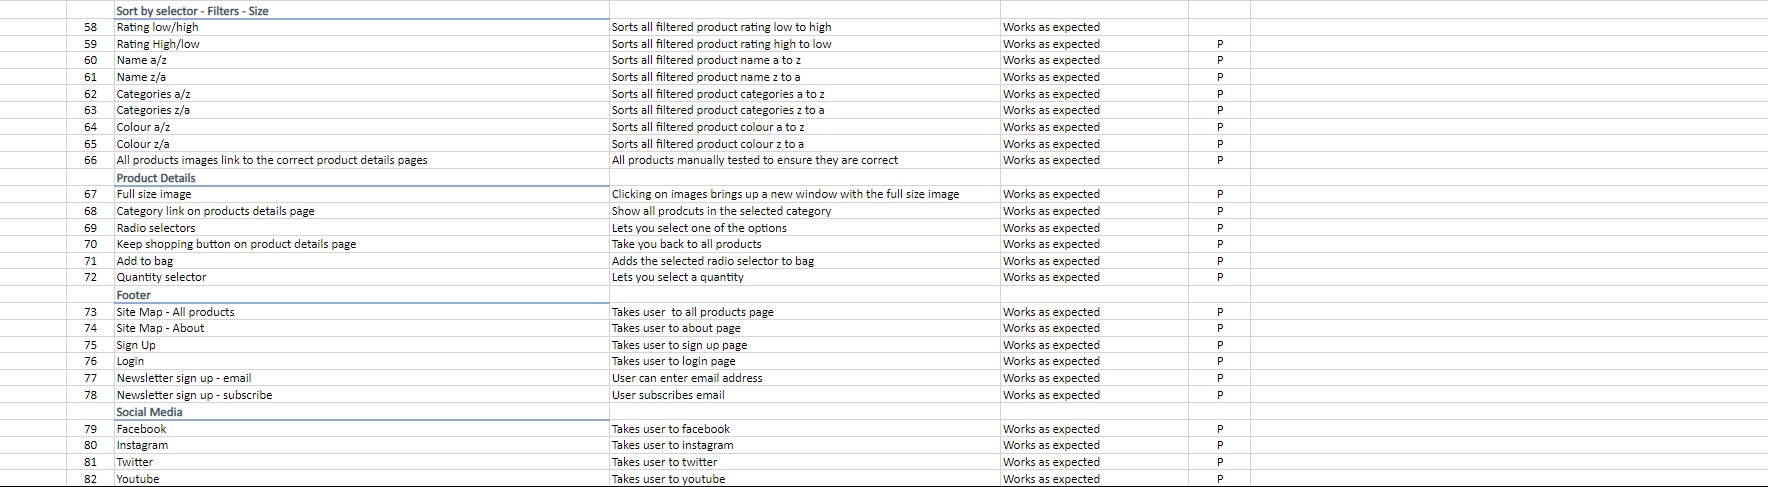 Sort by selector - Filters - Size
58 Rating low/high Sorts all filtered product rating low to high Works as expected
59 Rating High/low Sorts all filtered product rating high to low Works as expected P
60 Name a/z Sorts all filtered product name a to z Works as expected P
61 Name z/a Sorts all filtered product name z to a Works as expected P
62 Categories a/z Sorts all filtered product categories a to z Works as expected P
63 Categories z/a Sorts all filtered product categories z to a Works as expected P
64 Colour a/z Sorts all filtered product colour a to z Works as expected P
65 Colour z/a Sorts all filtered product colour z to a Works as expected P
66 All products images link to the correct product details pages All products manually tested to ensure they are correct Works as expected P
Product Details
67 Full size image Clicking on images brings up a new window with the full size image Works as expected P
68 Category link on products details page Show all prodcuts in the selected category Works as expected P
69 Radio selectors Lets you select one of the options Works as expected P
70 Keep shopping button on product details page Take you back to all products Works as expected P
71 Add to bag Adds the selected radio selector to bag Works as expected P
72 Quantity selector Lets you select a quantity Works as expected P
Footer
73 Site Map - All products Takes user  to all products page Works as expected P
74 Site Map - About Takes user to about page Works as expected P
75 Sign Up Takes user to sign up page Works as expected P
76 Login Takes user to login page Works as expected P
77 Newsletter sign up - email User can enter email address Works as expected P
78 Newsletter sign up - subscribe User subscribes email Works as expected P
Social Media
79 Facebook Takes user to facebook Works as expected P
80 Instagram Takes user to instagram Works as expected P
81 Twitter Takes user to twitter Works as expected P
82 Youtube Takes user to youtube Works as expected P